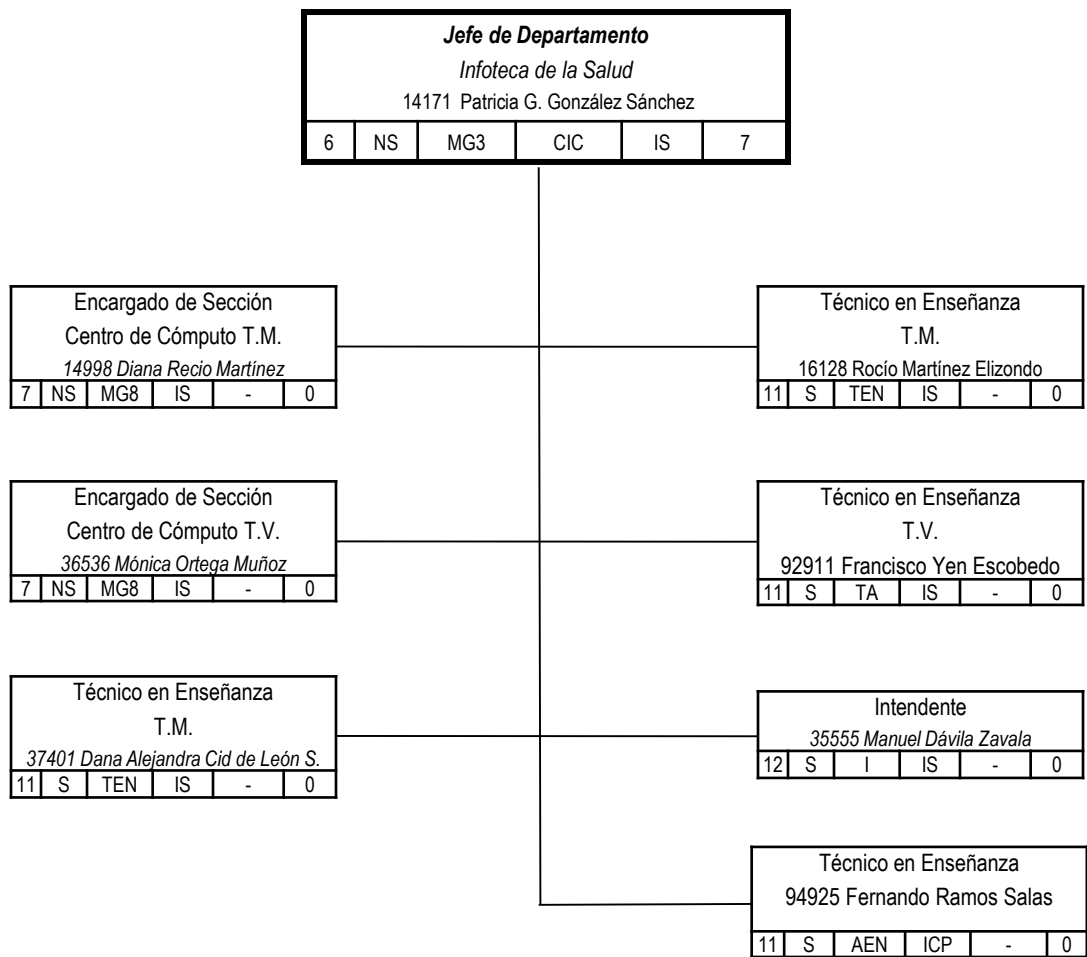 Jefe de Departamento
Infoteca de la Salud
14171 Patricia G. González Sánchez
6 NS MG3 CIC IS 7
Encargado de Sección
Centro de Cómputo T.M.
14998 Diana Recio Martínez
7 NS MG8 IS - 0
Técnico en Enseñanza
T.M.
16128 Rocío Martínez Elizondo
11 S TEN IS - 0
Encargado de Sección
Centro de Cómputo T.V.
36536 Mónica Ortega Muñoz
7 NS MG8 IS - 0
Técnico en Enseñanza
T.V.
92911 Francisco Yen Escobedo
11 S TA IS - 0
Técnico en Enseñanza
T.M.
37401 Dana Alejandra Cid de León S.
11 S TEN IS - 0
Intendente
35555 Manuel Dávila Zavala
12 S I IS - 0
Técnico en Enseñanza
94925 Fernando Ramos Salas
11 S AEN ICP - 0